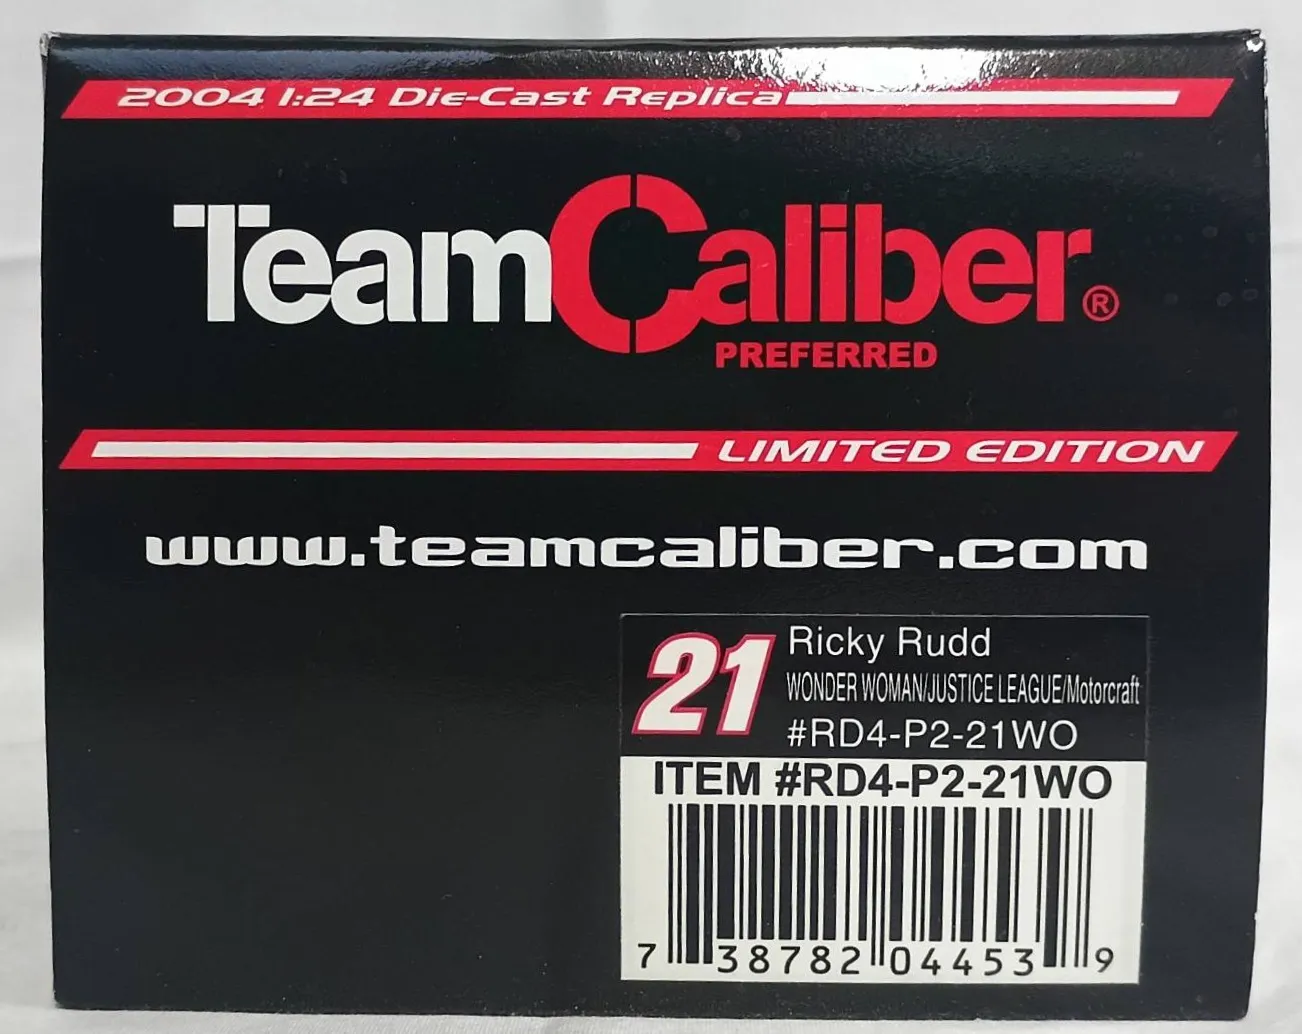 2004 1:24 Die-Cast Replica
TeamCaliber®
PREFERRED
LIMITED EDITION
www.teamcaliber.com
21
Ricky Rudd
WONDER WOMAN/JUSTICE LEAGUE/Motorcraft
#RD4-P2-21WO
ITEM #RD4-P2-21WO
7 38782 04453 9